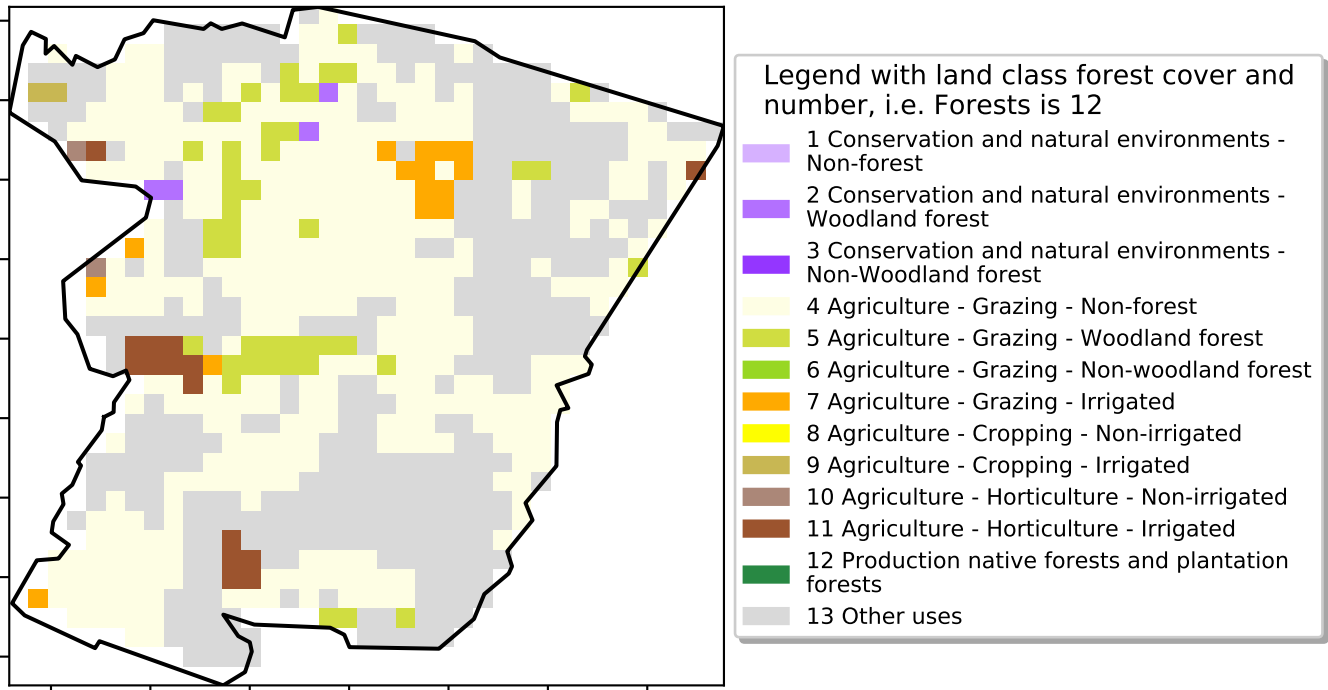 Legend with land class forest cover and
number, i.e. Forests is 12
1 Conservation and natural environments -
Non-forest
2 Conservation and natural environments -
Woodland forest
3 Conservation and natural environments -
Non-Woodland forest
4 Agriculture - Grazing - Non-forest
5 Agriculture - Grazing - Woodland forest
6 Agriculture - Grazing - Non-woodland forest
7 Agriculture - Grazing - Irrigated
8 Agriculture - Cropping - Non-irrigated
9 Agriculture - Cropping - Irrigated
10 Agriculture - Horticulture - Non-irrigated
11 Agriculture - Horticulture - Irrigated
12 Production native forests and plantation
forests
13 Other uses